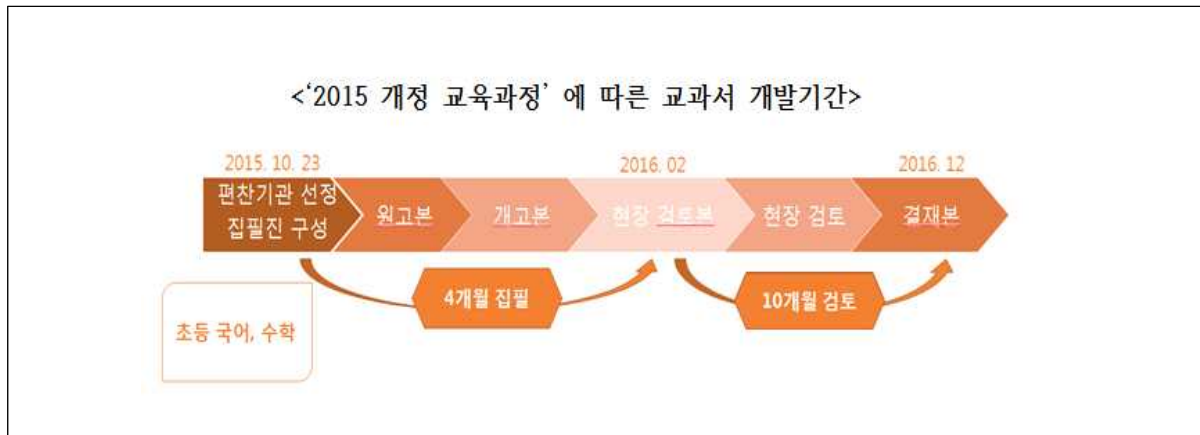 <‘2015 개정 교육과정’ 에 따른 교과서 개발기간>
2015. 10. 23
2016. 02
2016. 12
편찬기관 선정
집필진 구성
원고본
개고본
현장 검토본
현장 검토
결재본
4개월 집필
10개월 검토
초등 국어, 수학